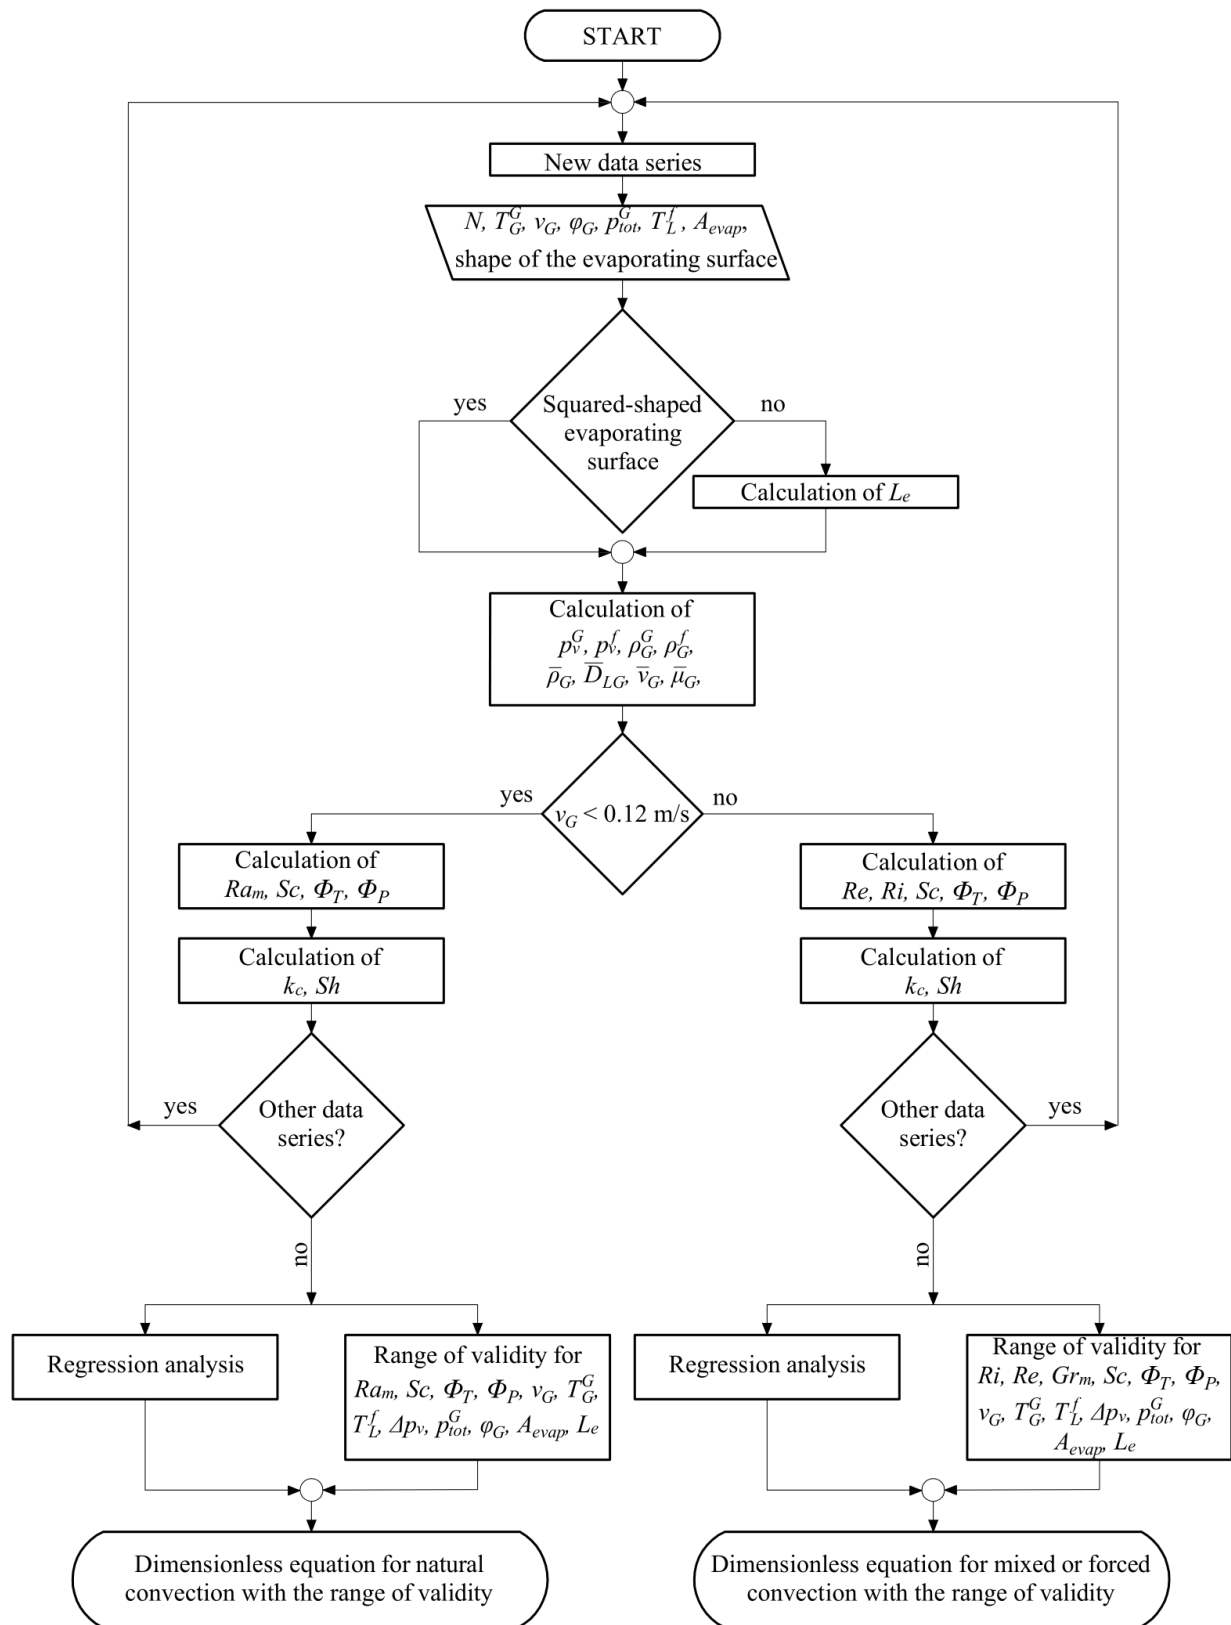 START
New data series
N, T_G^G, v_G, φ_G, p_tot^G, T_L^f, A_evap,
shape of the evaporating surface
yes
Squared-shaped
evaporating
surface
no
Calculation of L_e
Calculation of
p_v^G, p_v^f, ρ_G^G, ρ_G^f,
ρ̅_G, D̅_LG, ν̅_G, μ̅_G,
yes
v_G < 0.12 m/s
no
Calculation of
Ra_m, Sc, Φ_T, Φ_P
Calculation of
k_c, Sh
yes
Other data
series?
no
Calculation of
Re, Ri, Sc, Φ_T, Φ_P
Calculation of
k_c, Sh
Other data
series?
yes
no
Regression analysis
Range of validity for
Ra_m, Sc, Φ_T, Φ_P, v_G, T_G^G
T_L^f, Δp_v, p_tot^G, φ_G, A_evap, L_e
Regression analysis
Range of validity for
Ri, Re, Gr_m, Sc, Φ_T, Φ_P,
v_G, T_G^G, T_L^f, Δp_v, p_tot^G, φ_G,
A_evap, L_e
Dimensionless equation for natural
convection with the range of validity
Dimensionless equation for mixed or forced
convection with the range of validity